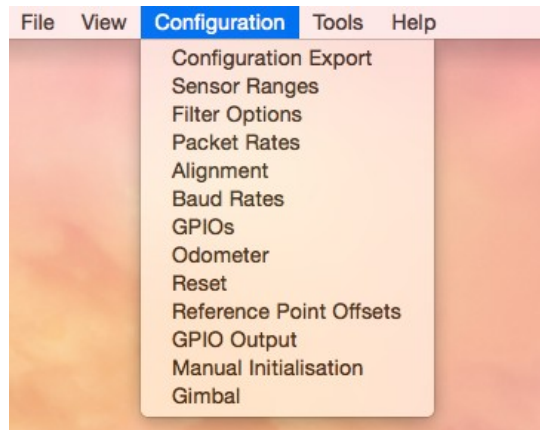 File View Configuration Tools Help
Configuration Export
Sensor Ranges
Filter Options
Packet Rates
Alignment
Baud Rates
GPIOs
Odometer
Reset
Reference Point Offsets
GPIO Output
Manual Initialisation
Gimbal